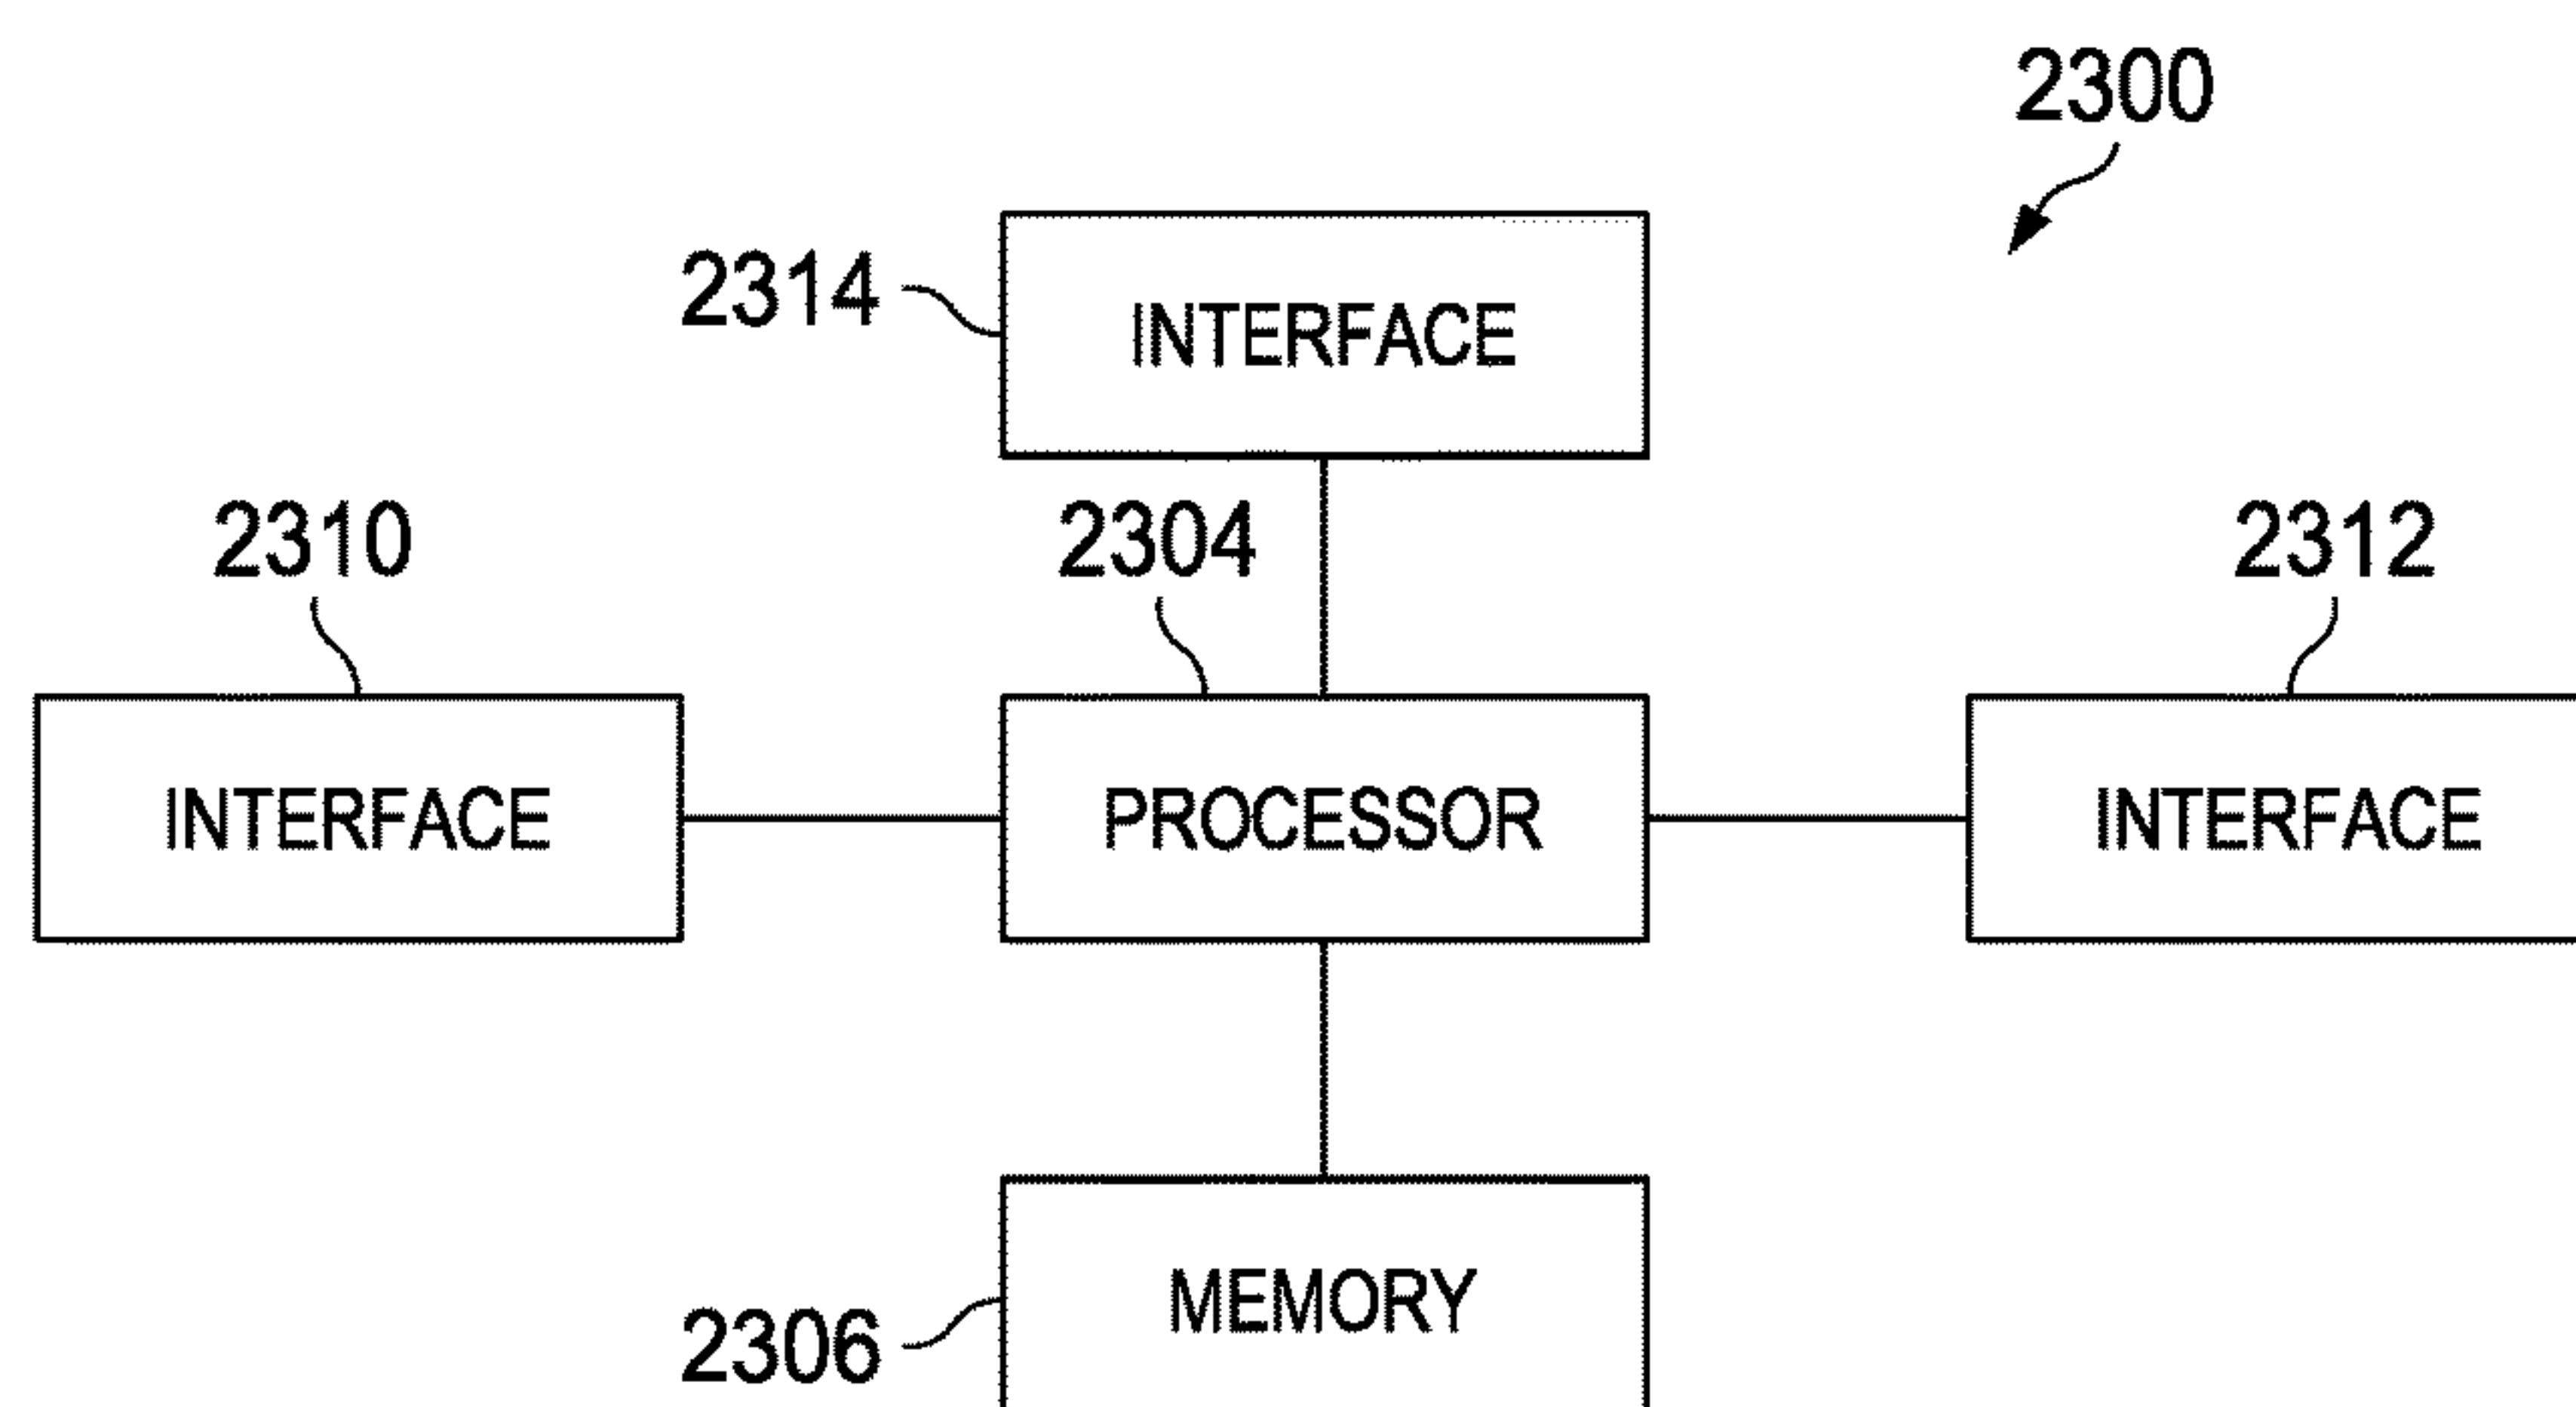 2300
2314
INTERFACE
2310
2304
2312
INTERFACE
PROCESSOR
INTERFACE
MEMORY
2306